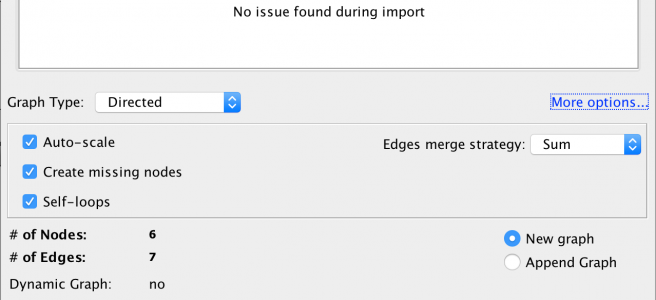 No issue found during import
Graph Type: Directed More options...
Auto-scale Edges merge strategy: Sum
Create missing nodes
Self-loops
# of Nodes: 6 New graph
# of Edges: 7 Append Graph
Dynamic Graph: no